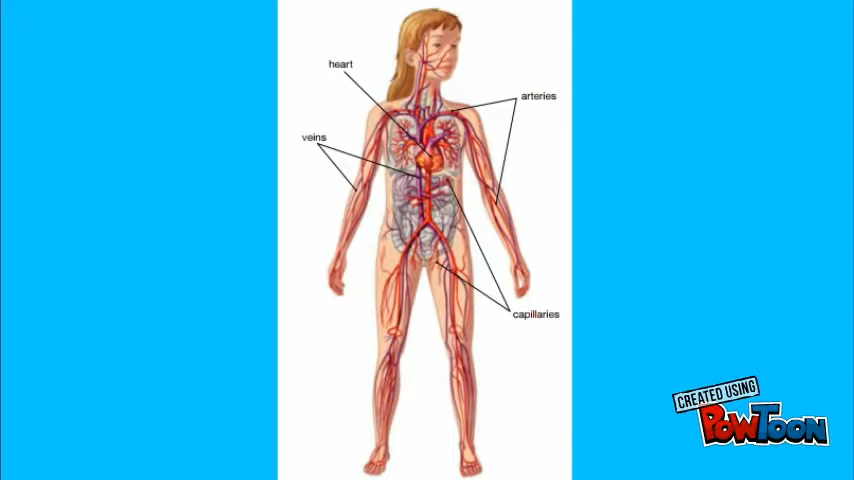 heart
arteries
veins
capillaries
CREATED USING
POWTOON